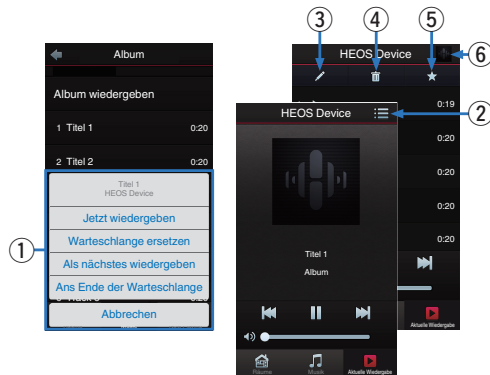 ③
④
⑤
Album
HEOS Device
⑥
Album wiedergeben
0:19
HEOS Device
②
1 Titel 1 0:20
0:20
2 Titel 2 0:20
0:20
Titel 1
HEOS Device
Jetzt wiedergeben
0:20
①
Warteschlange ersetzen
0:20
Als nächstes wiedergeben
Titel 1
Ans Ende der Warteschlange
Album
Abbrechen
Aktuelle Wiedergabe
Räume
Musik
Aktuelle Wiedergabe